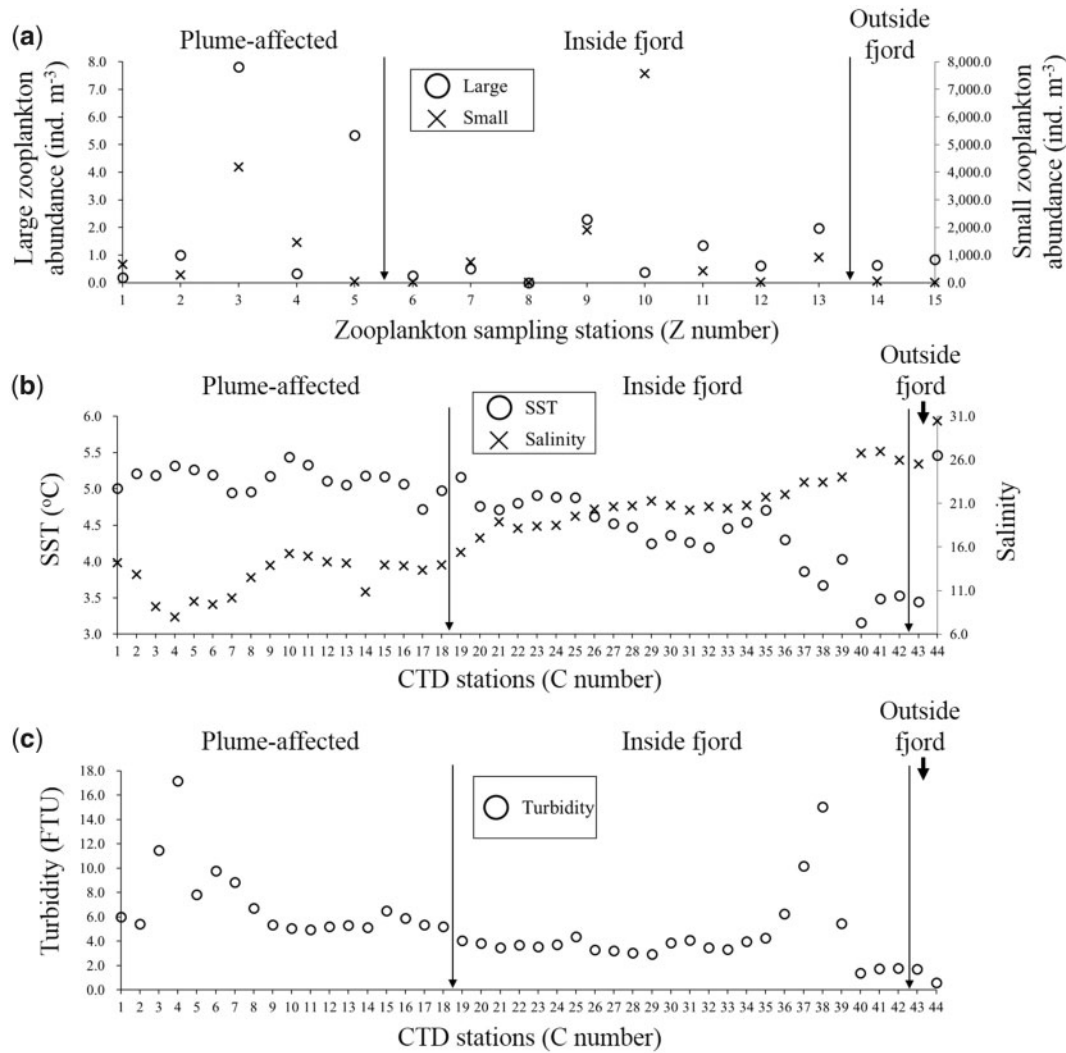 (a)
Plume-affected
Inside fjord
Outside
fjord
Large zooplankton
abundance (ind. m-3)
8.0
7.0
6.0
5.0
4.0
3.0
2.0
1.0
0.0
Large
Small
8,000.0
7,000.0
6,000.0
5,000.0
4,000.0
3,000.0
2,000.0
1,000.0
0.0
Small zooplankton
abundance (ind. m-3)
1 2 3 4 5 6 7 8 9 10 11 12 13 14 15
Zooplankton sampling stations (Z number)
(b)
Plume-affected
Inside fjord
Outside
fjord
SST (oC)
6.0
5.5
5.0
4.5
4.0
3.5
3.0
SST
Salinity
31.0
26.0
21.0
16.0
11.0
6.0
Salinity
1 2 3 4 5 6 7 8 9 10 11 12 13 14 15 16 17 18 19 20 21 22 23 24 25 26 27 28 29 30 31 32 33 34 35 36 37 38 39 40 41 42 43 44
CTD stations (C number)
(c)
Plume-affected
Inside fjord
Outside
fjord
Turbidity (FTU)
18.0
16.0
14.0
12.0
10.0
8.0
6.0
4.0
2.0
0.0
Turbidity
1 2 3 4 5 6 7 8 9 10 11 12 13 14 15 16 17 18 19 20 21 22 23 24 25 26 27 28 29 30 31 32 33 34 35 36 37 38 39 40 41 42 43 44
CTD stations (C number)